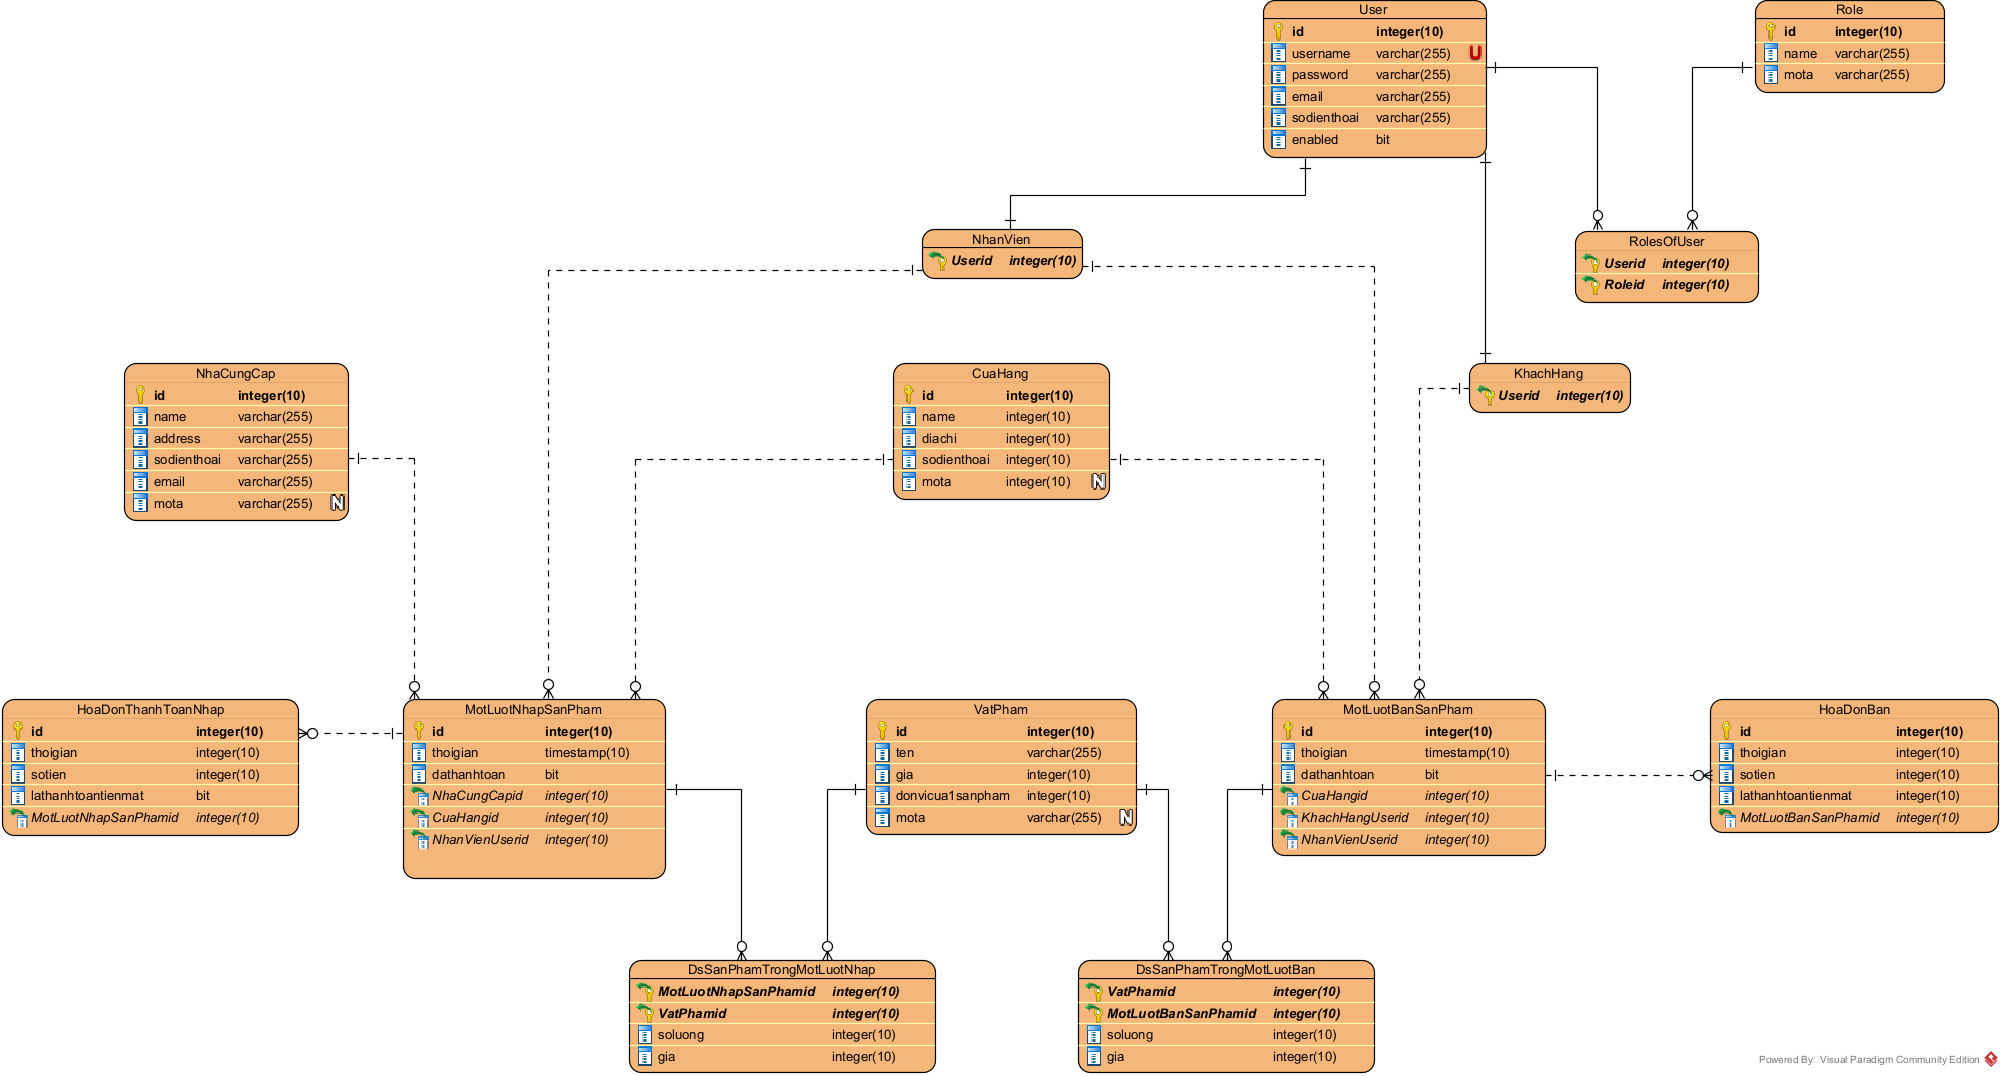 User
id integer(10)
username varchar(255) U
password varchar(255)
email varchar(255)
sodienthoai varchar(255)
enabled bit
Role
id integer(10)
name varchar(255)
mota varchar(255)
NhanVien
Userid integer(10)
RolesOfUser
Userid integer(10)
Roleid integer(10)
NhaCungCap
id integer(10)
name varchar(255)
address varchar(255)
sodienthoai varchar(255)
email varchar(255)
mota varchar(255) N
CuaHang
id integer(10)
name integer(10)
diachi integer(10)
sodienthoai integer(10)
mota integer(10) N
KhachHang
Userid integer(10)
HoaDonThanhToanNhap
id integer(10)
thoigian integer(10)
sotien integer(10)
lathanhtoantienmat bit
MotLuotNhapSanPhamid integer(10)
MotLuotNhapSanPham
id integer(10)
thoigian timestamp(10)
dathanhtoan bit
NhaCungCapid integer(10)
CuaHangid integer(10)
NhanVienUserid integer(10)
VatPham
id integer(10)
ten varchar(255)
gia integer(10)
donvicua1sanpham integer(10)
mota varchar(255) N
MotLuotBanSanPham
id integer(10)
thoigian timestamp(10)
dathanhtoan bit
CuaHangid integer(10)
KhachHangUserid integer(10)
NhanVienUserid integer(10)
HoaDonBan
id integer(10)
thoigian integer(10)
sotien integer(10)
lathanhtoantienmat bit
MotLuotBanSanPhamid integer(10)
DsSanPhamTrongMotLuotNhap
MotLuotNhapSanPhamid integer(10)
VatPhamid integer(10)
soluong integer(10)
gia integer(10)
DsSanPhamTrongMotLuotBan
VatPhamid integer(10)
MotLuotBanSanPhamid integer(10)
soluong integer(10)
gia integer(10)
Powered By Visual Paradigm Community Edition